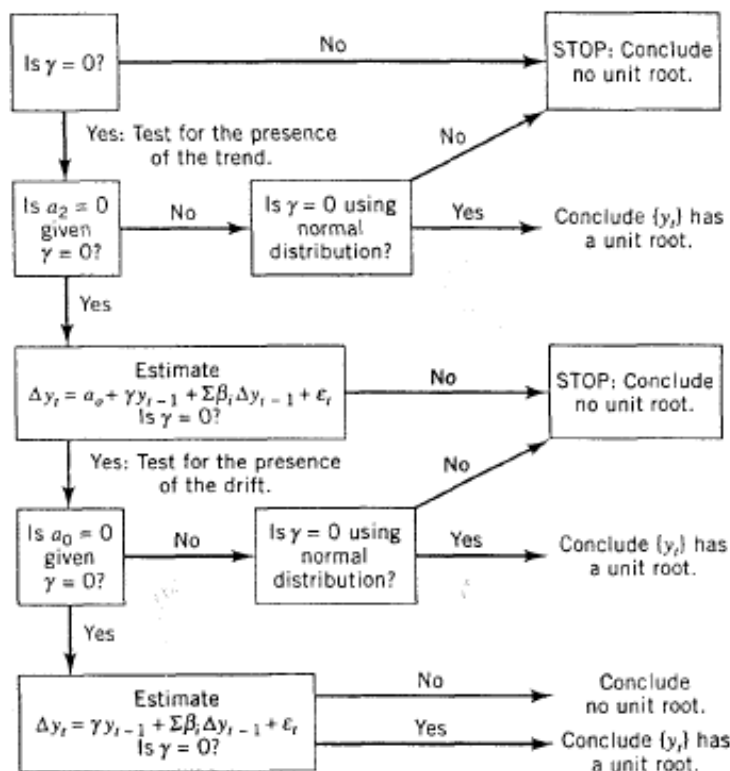 Is γ = 0?
No
STOP: Conclude
no unit root.
Yes: Test for the presence
of the trend.
No
Is a₂ = 0
given
γ = 0?
No
Is γ = 0 using
normal
distribution?
Yes
Conclude {yₜ} has
a unit root.
Yes
Estimate
Δyₜ = aₒ + γyₜ₋₁ + Σβᵢ Δyₜ₋₁ + εₜ
Is γ = 0?
No
STOP: Conclude
no unit root.
Yes: Test for the presence
of the drift.
No
Is a₀ = 0
given
γ = 0?
No
Is γ = 0 using
normal
distribution?
Yes
Conclude {yₜ} has
a unit root.
Yes
Estimate
Δyₜ = γyₜ₋₁ + Σβᵢ Δyₜ₋₁ + εₜ
Is γ = 0?
No
Conclude
no unit root.
Yes
Conclude {yₜ} has
a unit root.